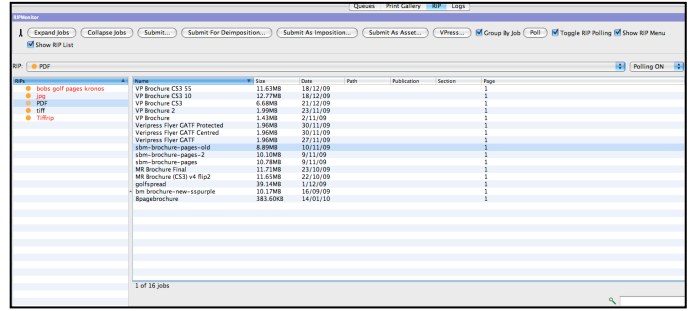 Queues Print Gallery RIP Logs
RIPMonitor
Expand Jobs Collapse Jobs Submit... Submit For Deimposition... Submit As Imposition... Submit As Asset... VPress... Group By Job Poll Toggle RIP Polling Show RIP Menu
Show RIP List
RIP: PDF Polling ON
RIPs Name Size Date Path Publication Section Page
bobs golf pages kronos VP Brochure CS3 55 11.63MB 18/12/09 1
jpg VP Brochure CS3 10 12.77MB 18/12/09 1
PDF VP Brochure CS3 6.68MB 21/12/09 1
tiff VP Brochure 2 1.99MB 23/11/09 1
Tiffrip VP Brochure 1.43MB 2/11/09 1
Veripress Flyer GATF Protected 1.96MB 30/11/09 1
Veripress Flyer GATF Centred 1.96MB 30/11/09 1
Veripress Flyer GATF 1.96MB 27/11/09 1
sbm-brochure-pages-old 8.89MB 10/11/09 1
sbm-brochure-pages-2 10.10MB 9/11/09 1
sbm-brochure-pages 10.78MB 9/11/09 1
MR Brochure Final 11.71MB 23/10/09 1
MR Brochure (CS3) v4 flip2 11.65MB 22/10/09 1
golfspread 39.14MB 1/12/09 1
bm brochure-new-sspurple 10.17MB 16/09/09 1
8pagebrochure 383.60KB 14/01/10 1
1 of 16 jobs